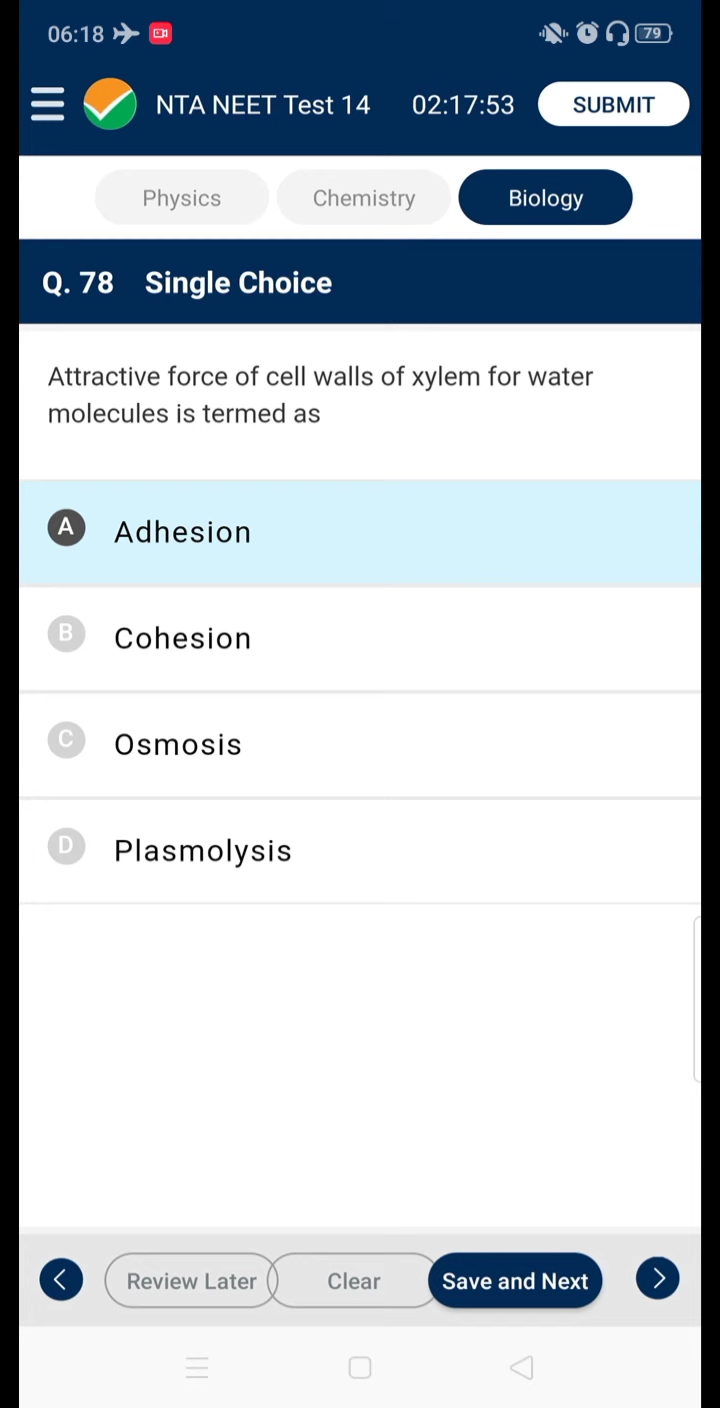 06:18 79
NTA NEET Test 14 02:17:53 SUBMIT
Physics Chemistry Biology
Q. 78 Single Choice
Attractive force of cell walls of xylem for water
molecules is termed as
A Adhesion
B Cohesion
C Osmosis
D Plasmolysis
Review Later Clear Save and Next